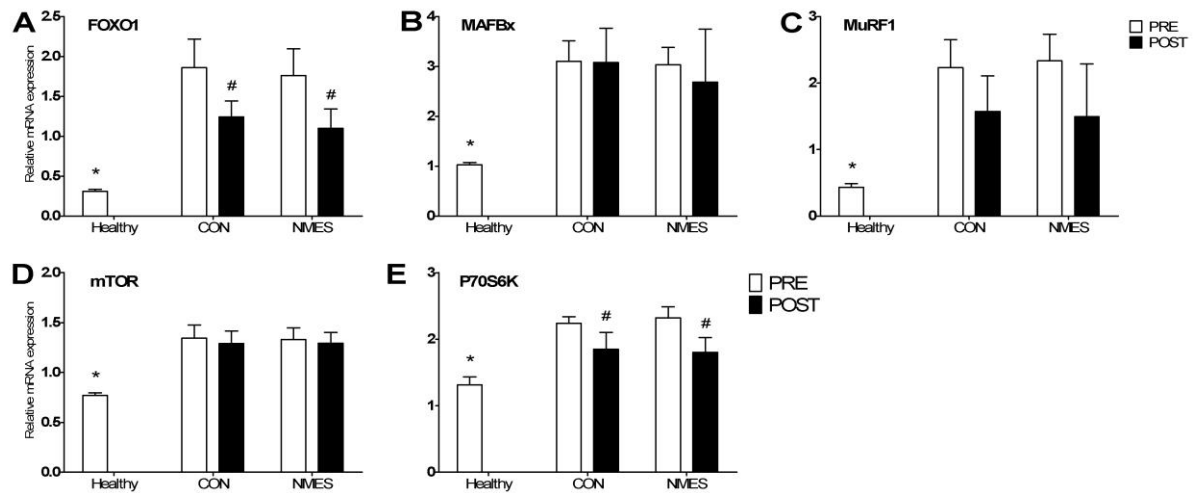 A
FOXO1
Relative mRNA expression
2.5
2.0
1.5
1.0
0.5
0.0
*
#
#
Healthy
CON
NMES
B
MAFBx
4
3
2
1
0
*
Healthy
CON
NMES
C
MuRF1
3
2
1
0
*
Healthy
CON
NMES
PRE
POST
D
mTOR
Relative mRNA expression
2.0
1.5
1.0
0.5
0.0
*
Healthy
CON
NMES
E
P70S6K
3
2
1
0
*
#
#
Healthy
CON
NMES
PRE
POST